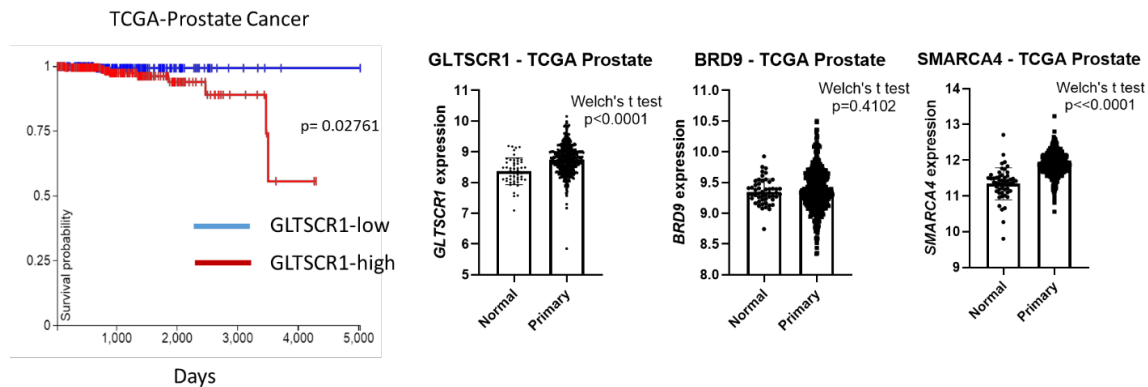 TCGA-Prostate Cancer
1
0.75
0.5
0.25
0
Survival probability
p= 0.02761
GLTSCR1-low
GLTSCR1-high
1,000
2,000
3,000
4,000
5,000
Days
GLTSCR1 - TCGA Prostate
Welch's t test
p<0.0001
GLTSCR1 expression
11
10
9
8
7
6
5
Normal
Primary
BRD9 - TCGA Prostate
Welch's t test
p=0.4102
BRD9 expression
11.0
10.5
10.0
9.5
9.0
8.5
8.0
Normal
Primary
SMARCA4 - TCGA Prostate
Welch's t test
p<<0.0001
SMARCA4 expression
14
13
12
11
10
9
Normal
Primary